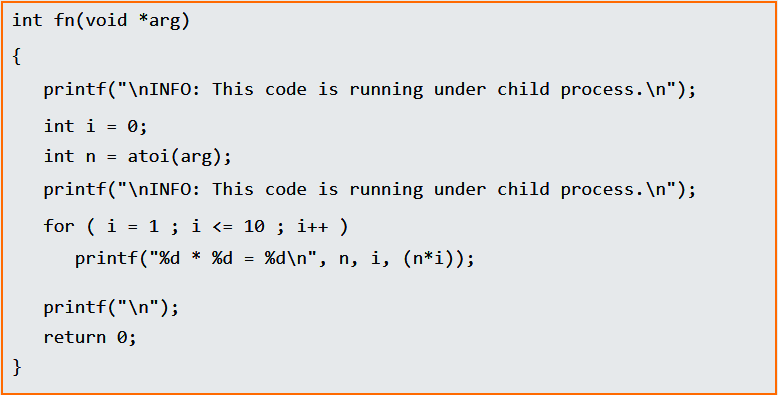 int fn(void *arg)
{
printf("\nINFO: This code is running under child process.\n");
int i = 0;
int n = atoi(arg);
printf("\nINFO: This code is running under child process.\n");
for ( i = 1 ; i <= 10 ; i++ )
printf("%d * %d = %d\n", n, i, (n*i));
printf("\n");
return 0;
}